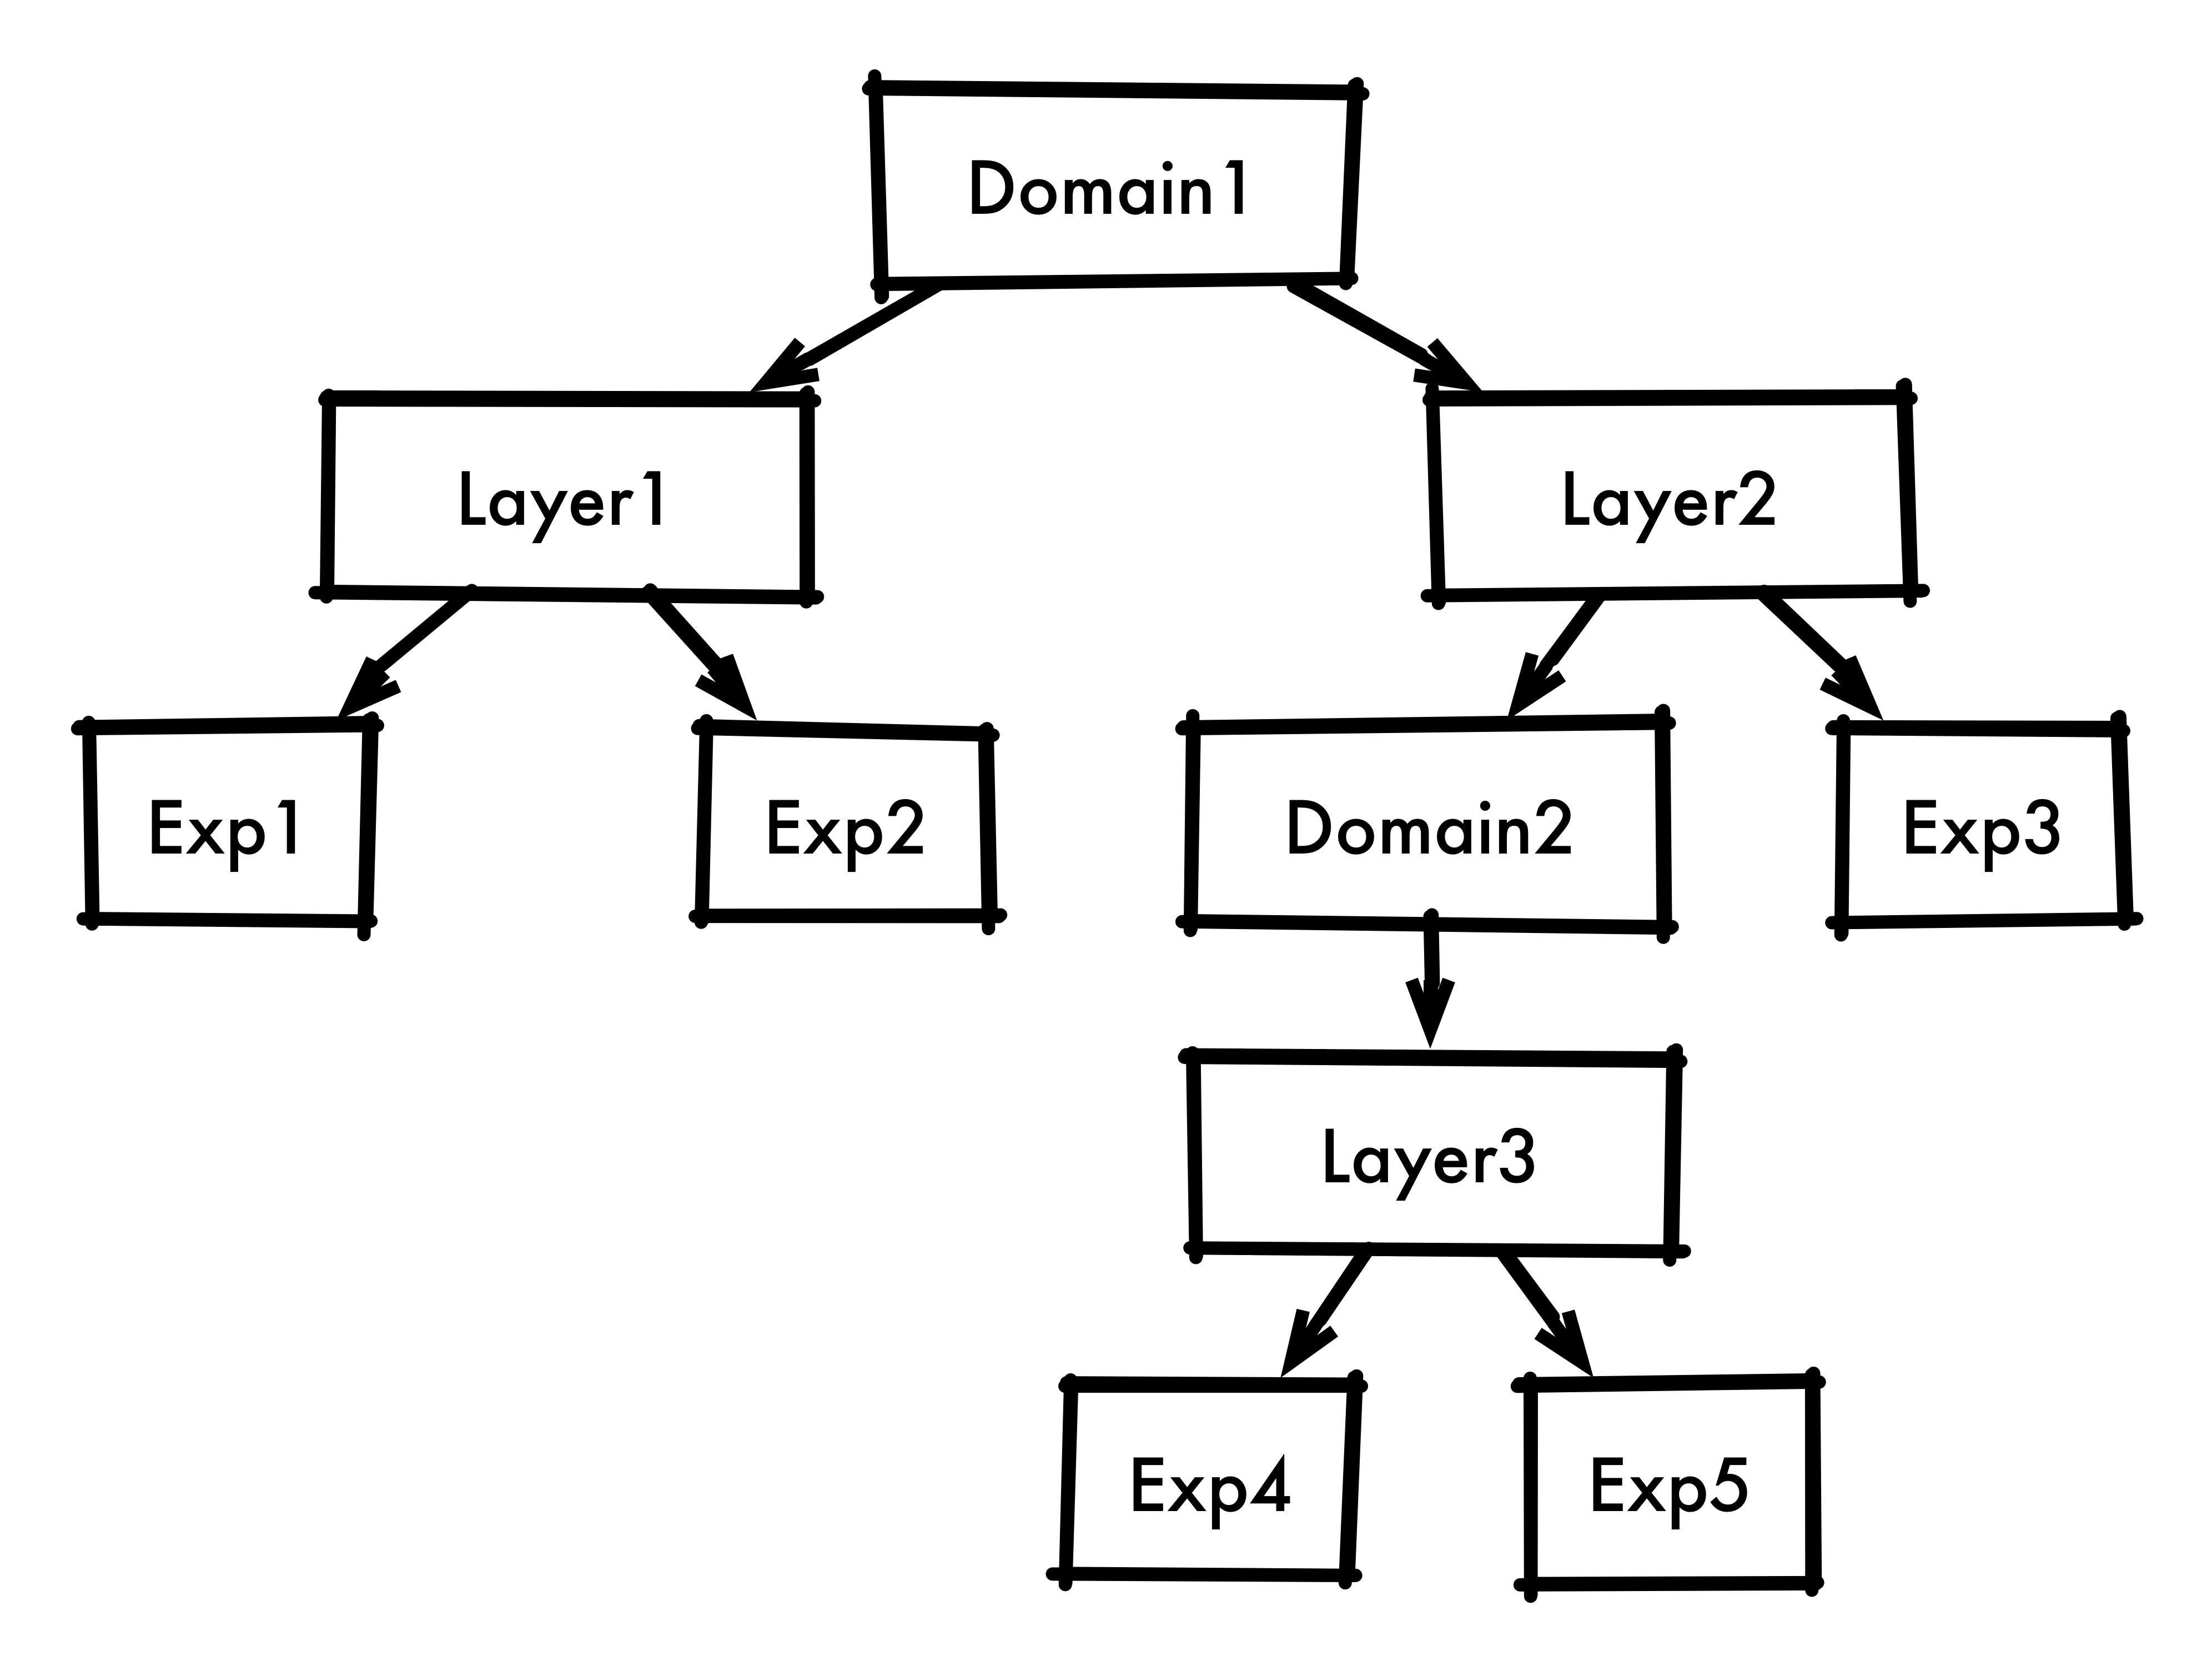 Domain1
Layer1
Layer2
Exp1
Exp2
Domain2
Exp3
Layer3
Exp4
Exp5